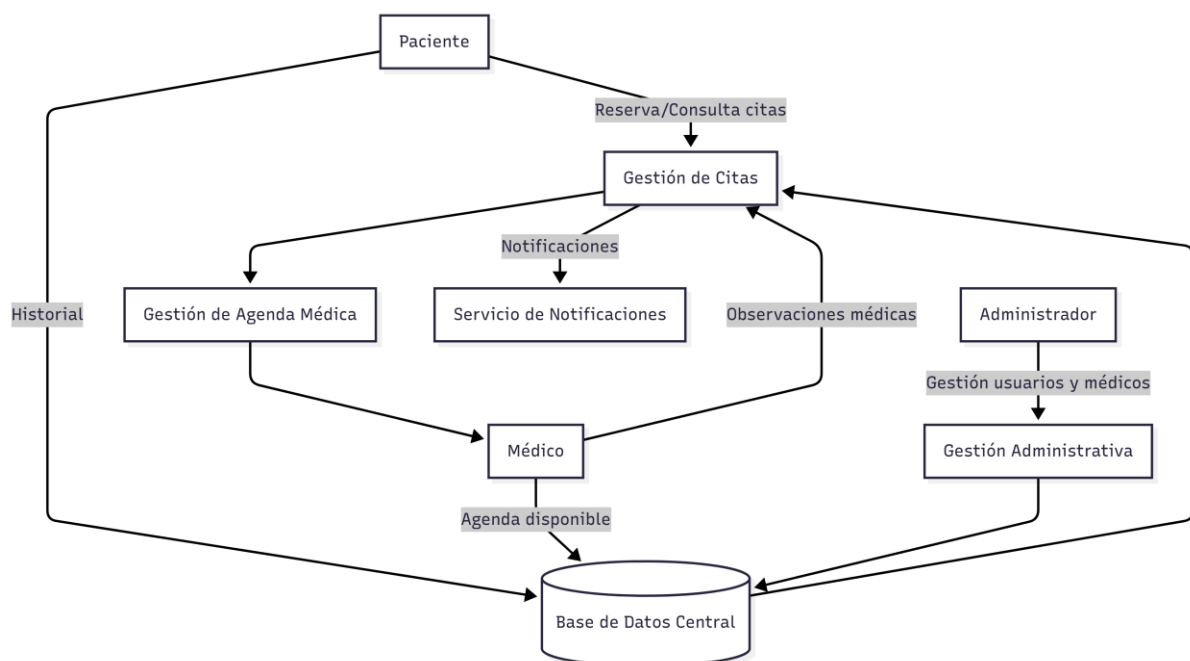 Paciente
Reserva/Consulta citas
Gestión de Citas
Notificaciones
Historial
Gestión de Agenda Médica
Servicio de Notificaciones
Observaciones médicas
Administrador
Gestión usuarios y médicos
Médico
Gestión Administrativa
Agenda disponible
Base de Datos Central